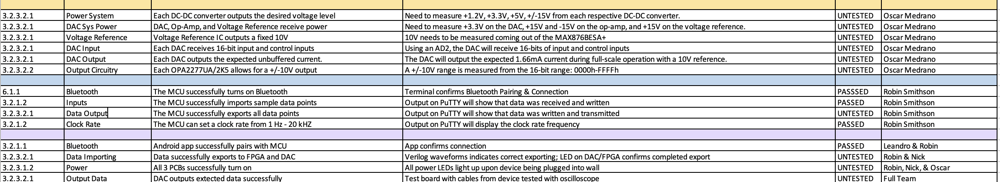 3.2.3.2.1 Power System Each DC-DC converter outputs the desired voltage level Need to measure +1.2V, +3.3V, +5V, +/-15V from each respective DC-DC converter. UNTESTED Oscar Medrano
3.2.3.2.1 DAC Sys Power DAC, Op-Amp, and Voltage Reference receive power Need to measure +3.3V on the DAC, +15V and -15V on the op-amp, and +15V on the voltage reference. UNTESTED Oscar Medrano
3.2.3.2.1 Voltage Reference Voltage Reference IC outputs a fixed 10V 10V needs to be measured coming out of the MAX876BESA+ UNTESTED Oscar Medrano
3.2.3.2.1 DAC Input Each DAC receives 16-bit input and control inputs Using an AD2, the DAC will receive 16-bits of input and control inputs UNTESTED Oscar Medrano
3.2.3.2.1 DAC Output Each DAC outputs the expected unbuffered current. The DAC will output the expected 1.66mA current during full-scale operation with a 10V reference. UNTESTED Oscar Medrano
3.2.3.2.2 Output Circuitry Each OPA2277UA/2K5 allows for a +/-10V output A +/-10V range is measured from the 16-bit range: 0000h-FFFFh UNTESTED Oscar Medrano
6.1.1 Bluetooth The MCU successfully turns on Bluetooth Terminal confirms Bluetooth Pairing & Connection PASSSED Robin Smithson
3.2.1.2 Inputs The MCU successfully imports sample data points Output on PuTTY will show that data was received and written PASSED Robin Smithson
3.2.3.2.1 Data Output The MCU successfully exports all data points Output on PuTTY will show that data was written and transmitted UNTESTED Robin Smithson
3.2.1.2 Clock Rate The MCU can set a clock rate from 1 Hz - 20 kHZ Output on PuTTY will display the clock rate frequency PASSED Robin Smithson
3.2.1.1 Bluetooth Android app successfully pairs with MCU App confirms connection PASSED Leandro & Robin
3.2.3.2.1 Data Importing Data successfully exports to FPGA and DAC Verilog waveforms indicates correct exporting; LED on DAC/FPGA confirms completed export UNTESTED Robin & Nick
3.2.3.1.2 Power All 3 PCBs successfully turn on All power LEDs light up upon device being plugged into wall UNTESTED Robin, Nick, & Oscar
3.2.3.2.1 Output Data DAC outputs extected data successfully Test board with cables from device tested with oscilloscope UNTESTED Full Team